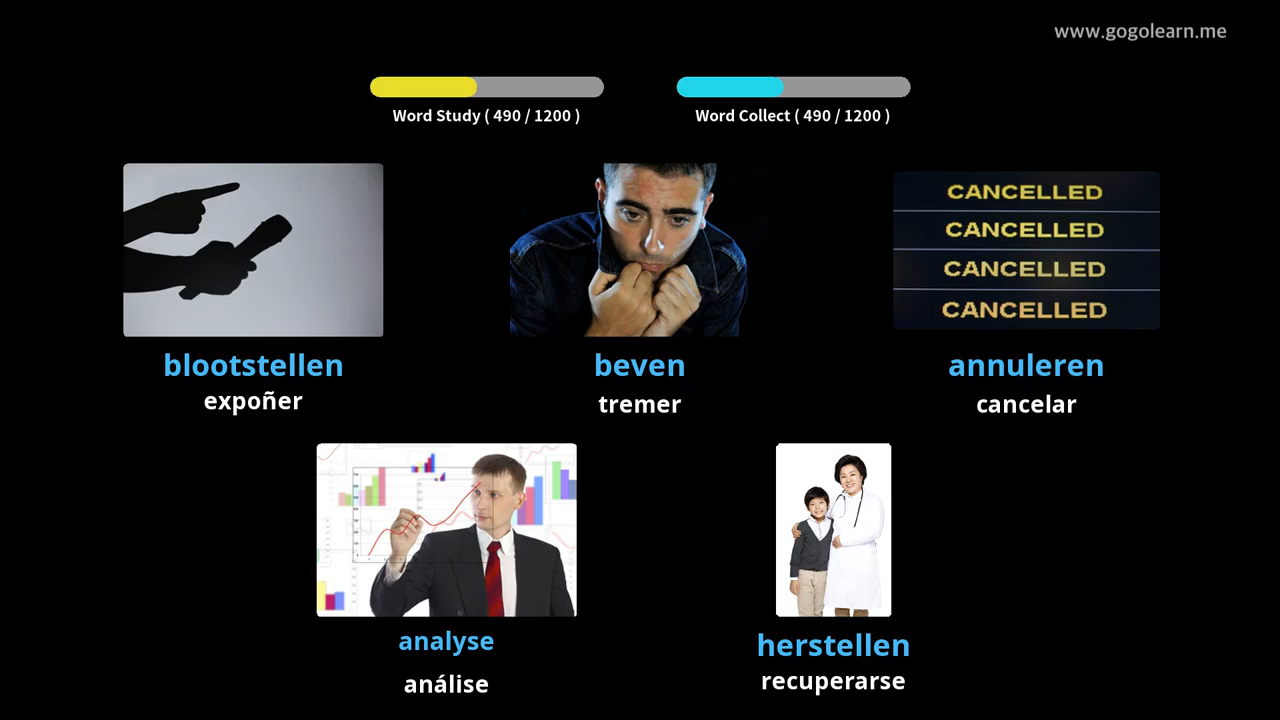 www.gogolearn.me
Word Study ( 490 / 1200 )
Word Collect ( 490 / 1200 )
CANCELLED
CANCELLED
CANCELLED
CANCELLED
blootstellen
expoñer
beven
tremer
annuleren
cancelar
analyse
análise
herstellen
recuperarse